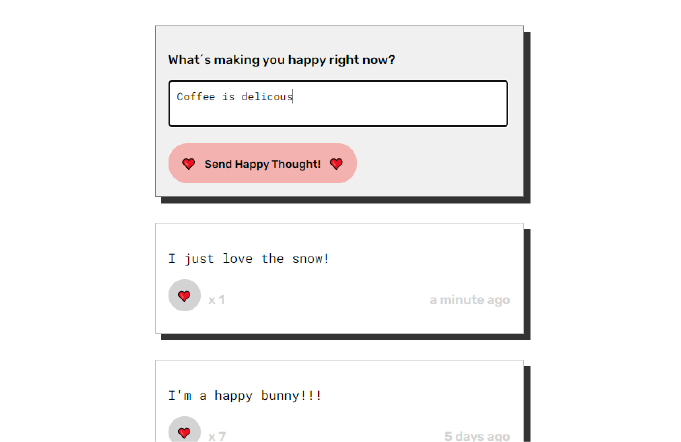 What´s making you happy right now?
Coffee is delicous
Send Happy Thought!
I just love the snow!
x 1
a minute ago
I'm a happy bunny!!!
x 7
5 days ago